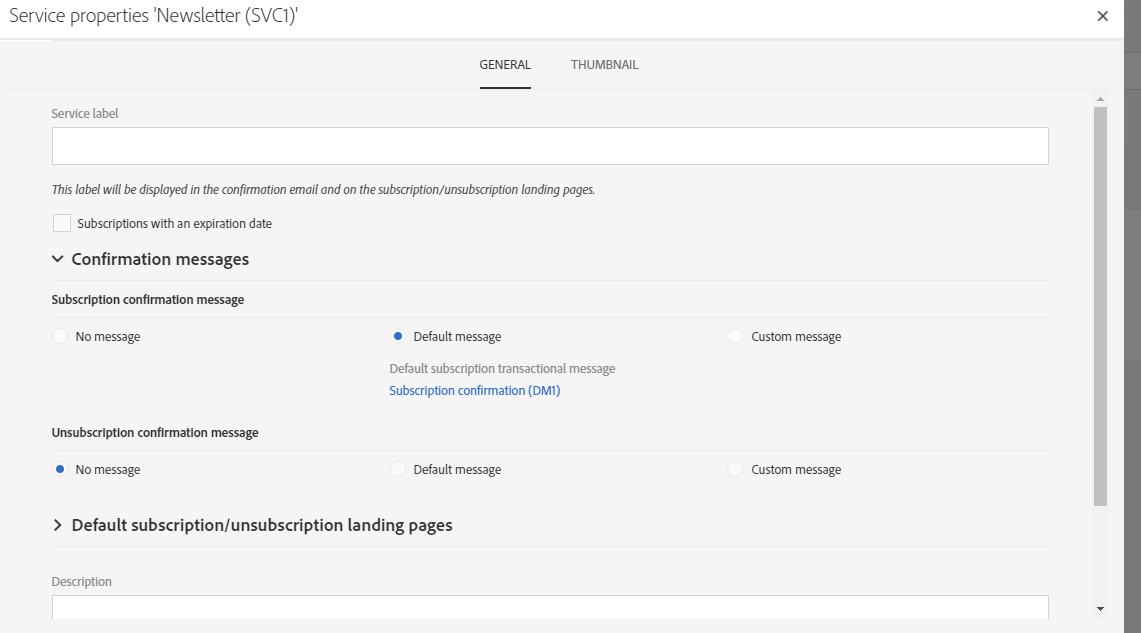 Service properties 'Newsletter (SVC1)'
GENERAL THUMBNAIL
Service label
This label will be displayed in the confirmation email and on the subscription/unsubscription landing pages.
Subscriptions with an expiration date
Confirmation messages
Subscription confirmation message
No message Default message Custom message
Default subscription transactional message
Subscription confirmation (DM1)
Unsubscription confirmation message
No message Default message Custom message
Default subscription/unsubscription landing pages
Description